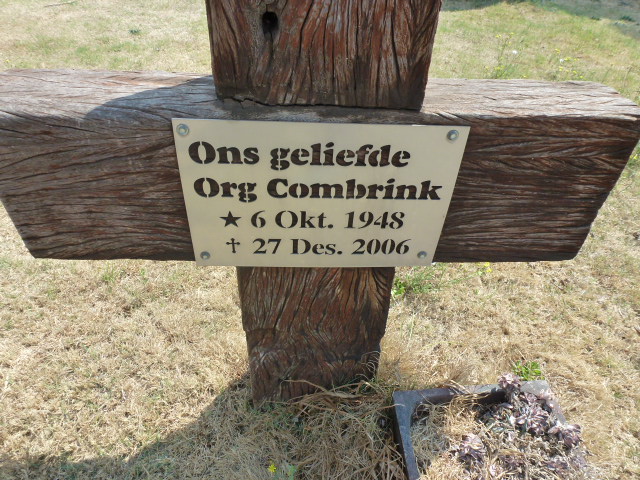 Ons geliefde
Org Combrink
★ 6 Okt. 1948
† 27 Des. 2006